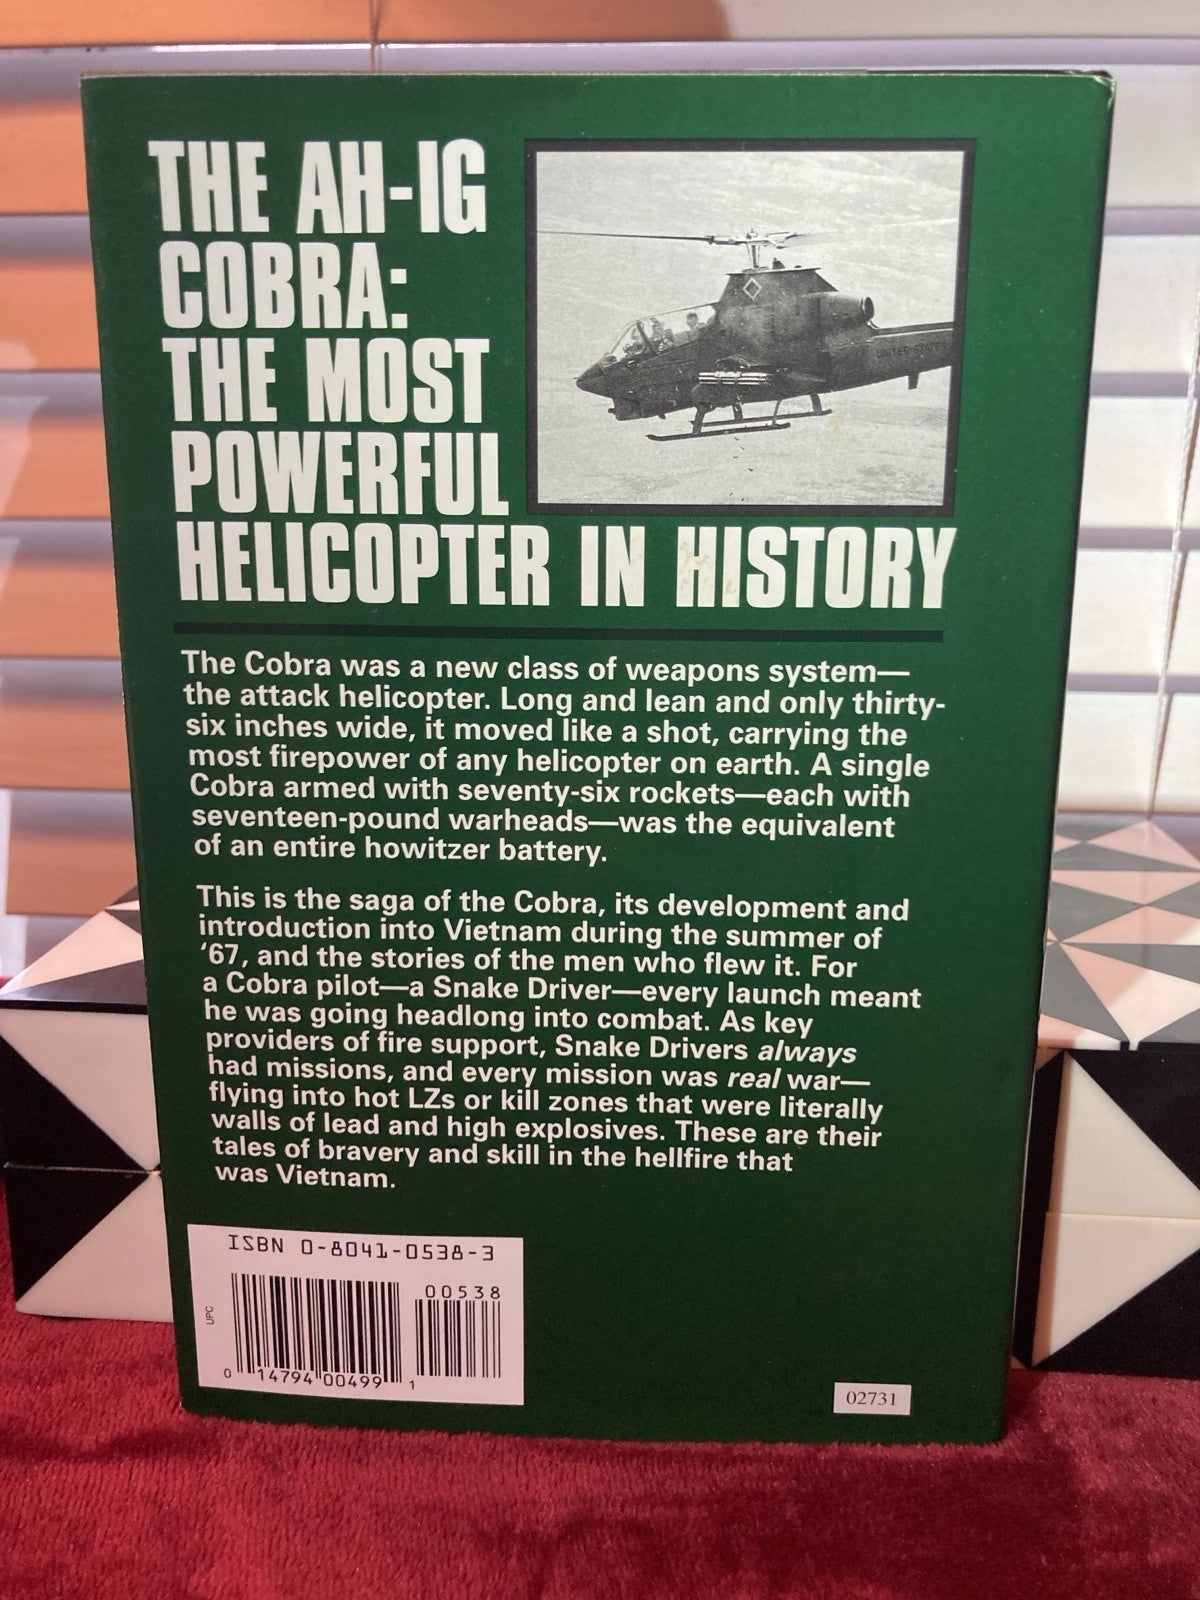 THE AH-1G
COBRA:
THE MOST
POWERFUL
HELICOPTER IN HISTORY
UNITED STATES
The Cobra was a new class of weapons system—
the attack helicopter. Long and lean and only thirty-
six inches wide, it moved like a shot, carrying the
most firepower of any helicopter on earth. A single
Cobra armed with seventy-six rockets—each with
seventeen-pound warheads—was the equivalent
of an entire howitzer battery.
This is the saga of the Cobra, its development and
introduction into Vietnam during the summer of
'67, and the stories of the men who flew it. For
a Cobra pilot—a Snake Driver—every launch meant
he was going headlong into combat. As key
providers of fire support, Snake Drivers always
had missions, and every mission was real war—
flying into hot LZs or kill zones that were literally
walls of lead and high explosives. These are their
tales of bravery and skill in the hellfire that
was Vietnam.
ISBN 0-8041-0538-3
00538
UPC
0 14794 00499 1
02731